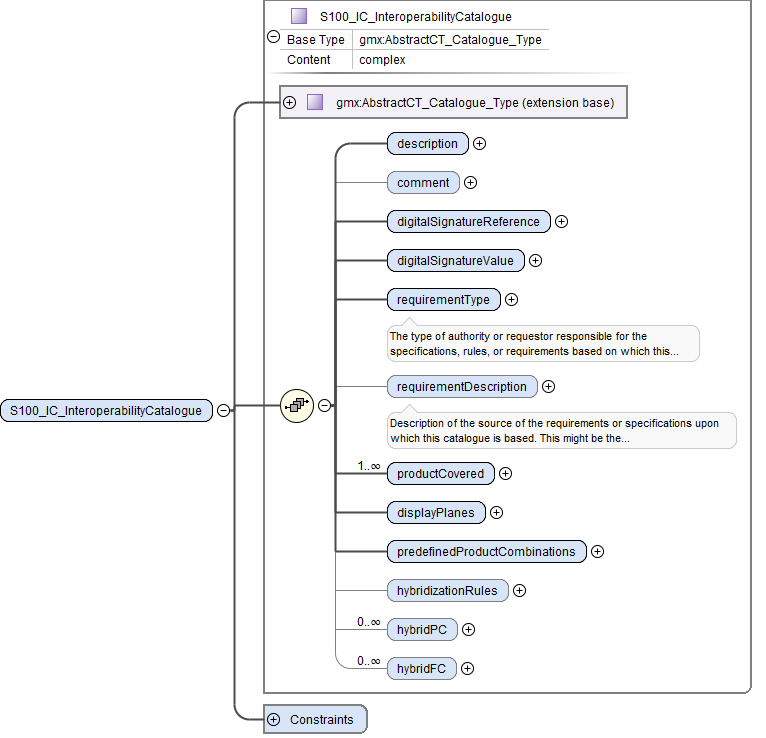 S100_IC_InteroperabilityCatalogue
Base Type gmx:AbstractCT_Catalogue_Type
Content complex
gmx:AbstractCT_Catalogue_Type (extension base)
description
comment
digitalSignatureReference
digitalSignatureValue
requirementType
The type of authority or requestor responsible for the
specifications, rules, or requirements based on which this...
requirementDescription
S100_IC_InteroperabilityCatalogue
Description of the source of the requirements or specifications upon
which this catalogue is based. This might be the...
1..∞
productCovered
displayPlanes
predefinedProductCombinations
hybridizationRules
0..∞
hybridPC
0..∞
hybridFC
Constraints